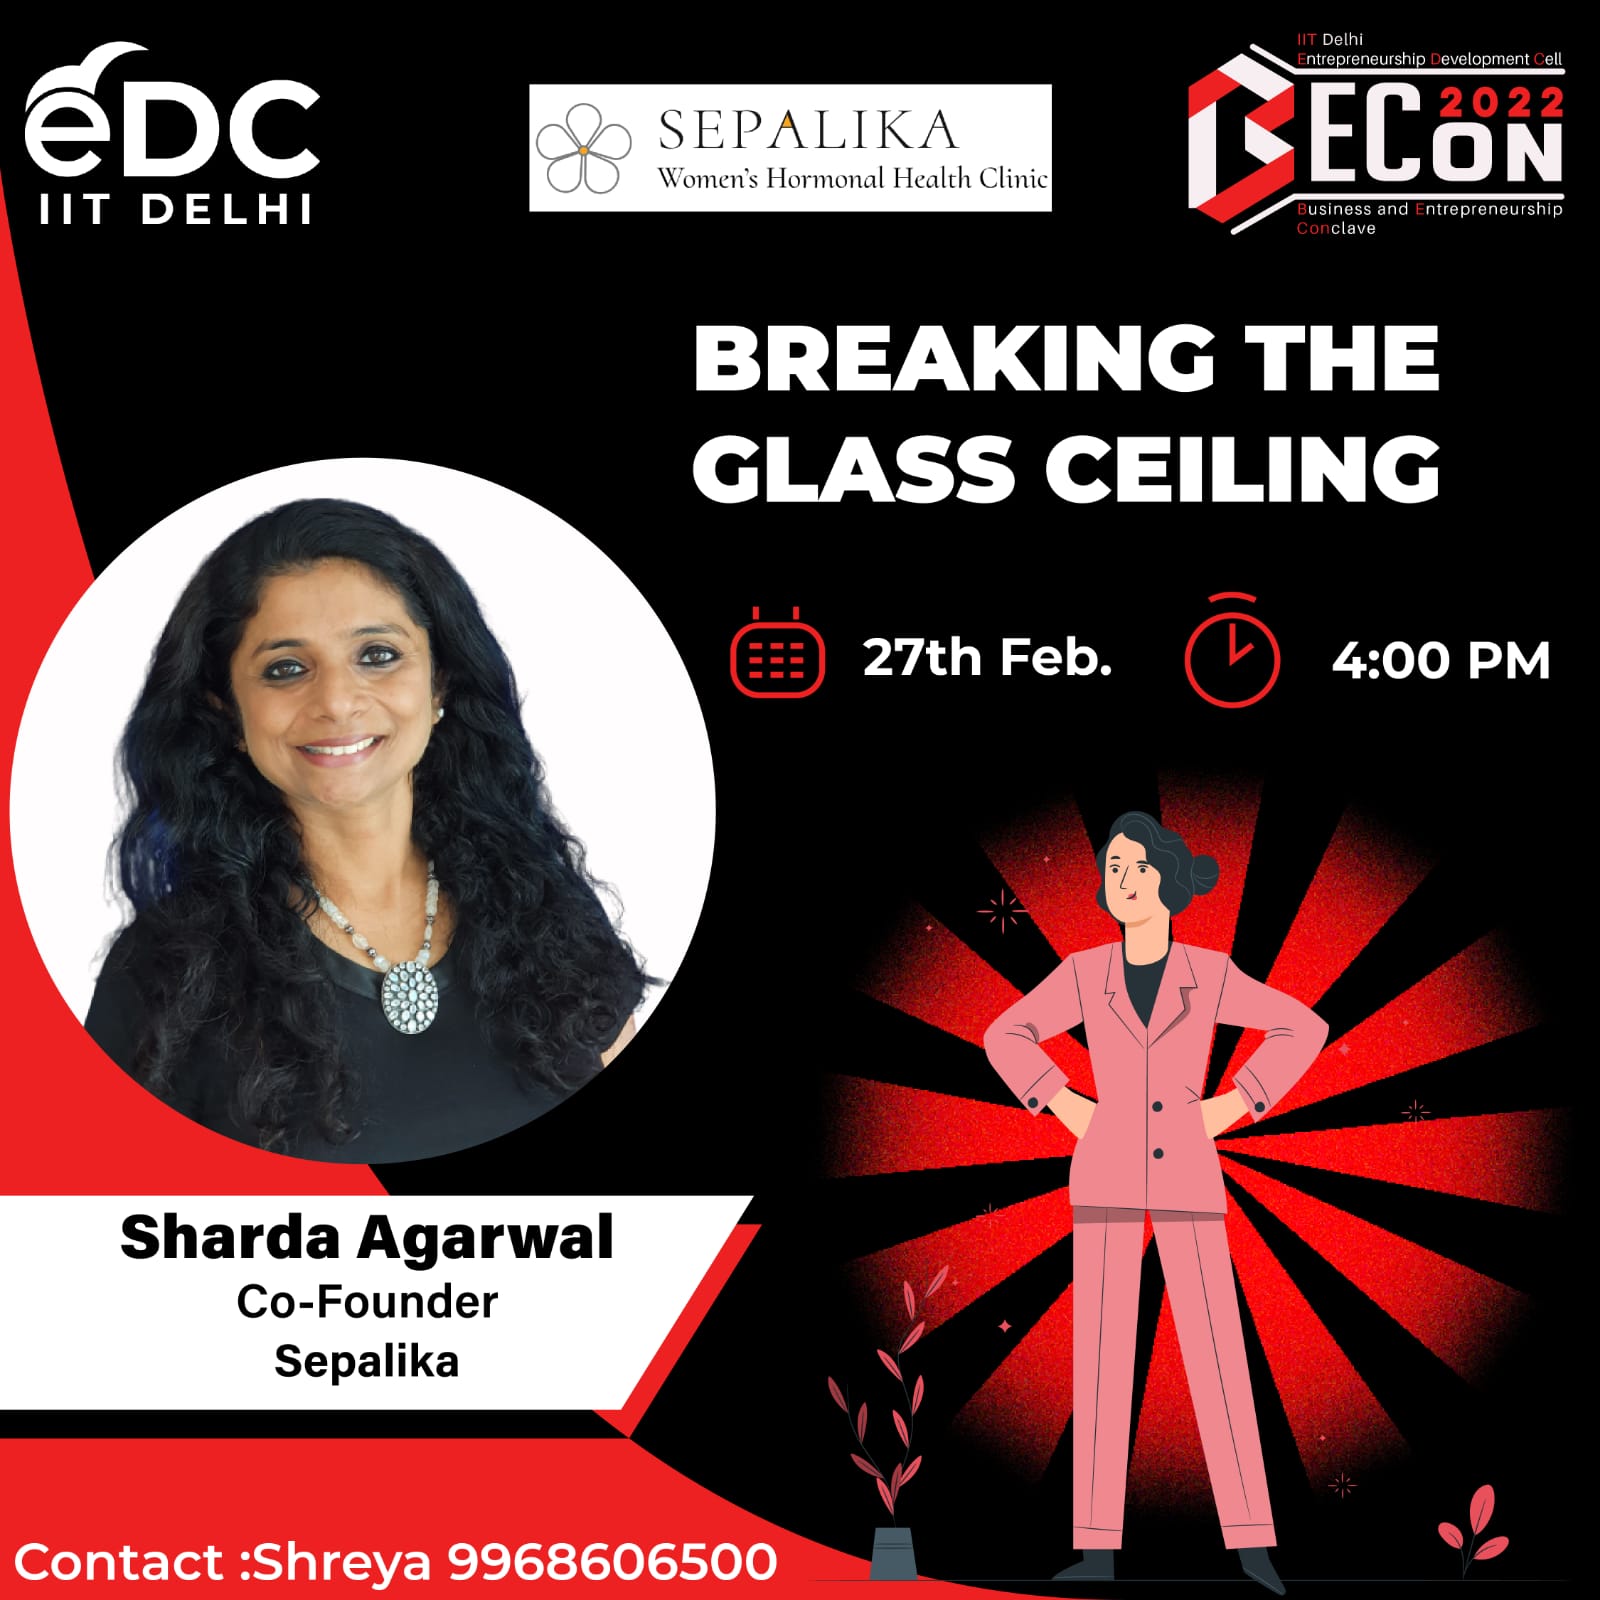 eDC
IIT DELHI
SEPALIKA
Women's Hormonal Health Clinic
IIT Delhi
Entrepreneurship Development Cell
BECon 2022
Business and Entrepreneurship
Conclave
BREAKING THE
GLASS CEILING
27th Feb.
4:00 PM
Sharda Agarwal
Co-Founder
Sepalika
Contact :Shreya 9968606500